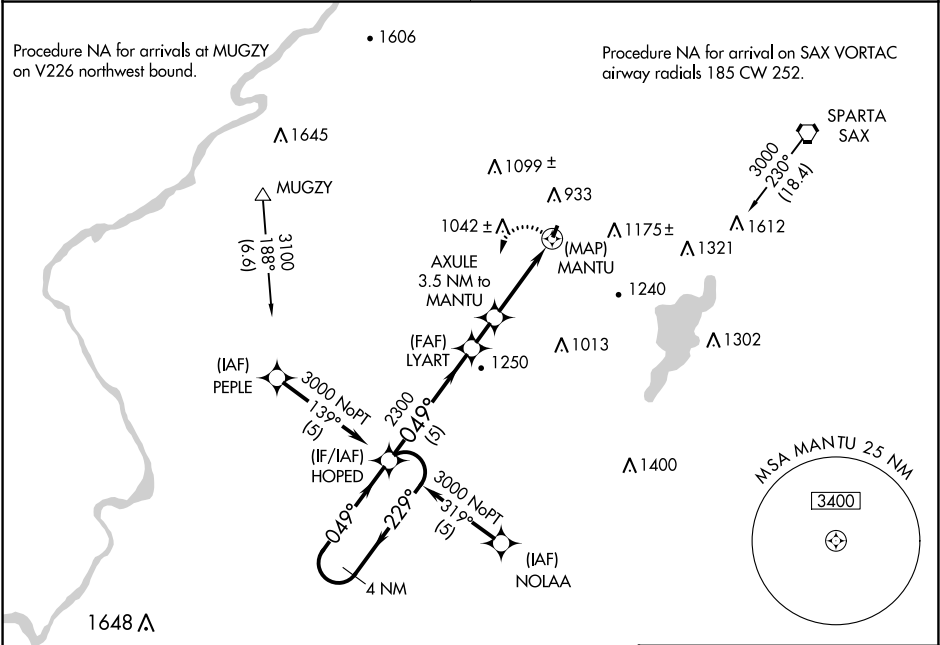 Procedure NA for arrivals at MUGZY
on V226 northwest bound.
1606
Procedure NA for arrival on SAX VORTAC
airway radials 185 CW 252.
SPARTA
SAX
3000
230°
(18.4)
1645
1099 ±
933
MUGZY
3100
188°
(6.6)
1042 ±
1175 ±
1612
1321
(MAP)
MANTU
AXULE
3.5 NM to
MANTU
1240
(FAF)
LYART
1013
1302
1250
(IAF)
PEPLE
3000 NoPT
139°
(5)
2300
049°
(5)
(IF/IAF)
HOPED
3000 NoPT
319°
(5)
1400
MSA MANTU 25 NM
3400
049°
229°
(IAF)
NOLAA
4 NM
1648